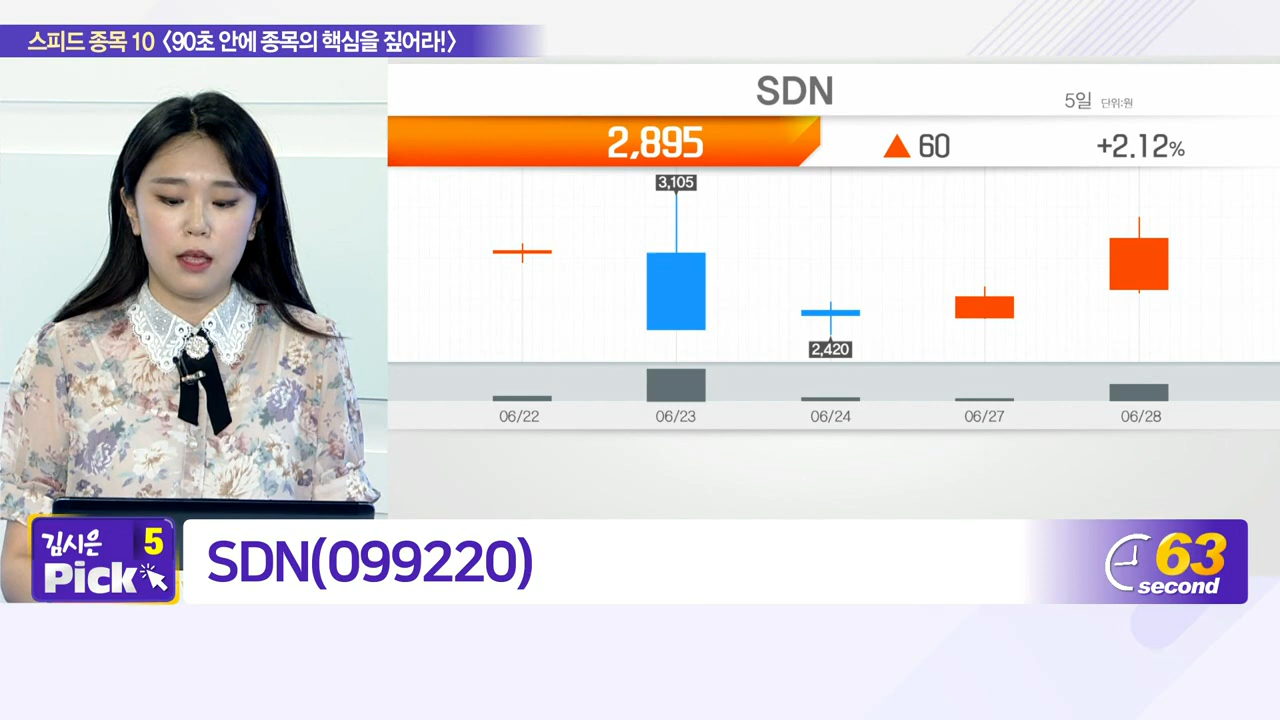 스피드 종목 10 <90초 안에 종목의 핵심을 짚어라!>
SDN
5일 단위:원
2,895 ▲ 60 +2.12%
3,105
2,420
06/22 06/23 06/24 06/27 06/28
김시은 5
Pick
SDN(099220)
63
second